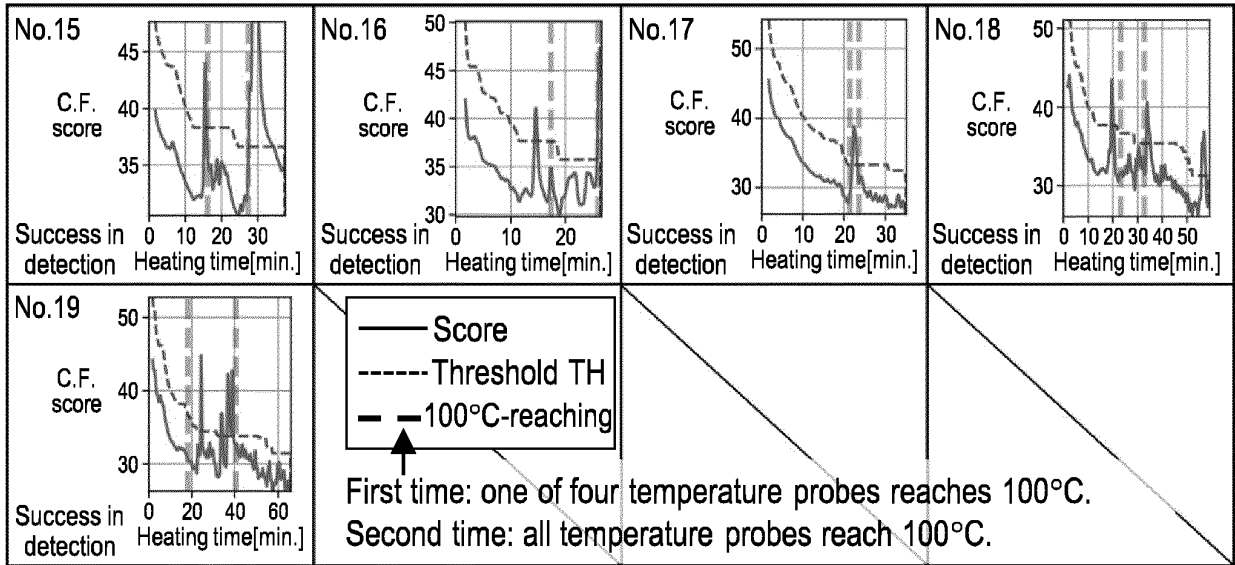 No.15
45
40
35
C.F.
score
Success in
detection
0 10 20 30
Heating time[min.]
No.16
50
45
40
35
30
C.F.
score
Success in
detection
0 10 20
Heating time[min.]
No.17
50
40
30
C.F.
score
Success in
detection
0 10 20 30
Heating time[min.]
No.18
50
40
30
C.F.
score
Success in
detection
0 10 20 30 40 50
Heating time[min.]
No.19
50
40
30
C.F.
score
Success in
detection
0 20 40 60
Heating time[min.]
Score
Threshold TH
100°C-reaching
First time: one of four temperature probes reaches 100°C.
Second time: all temperature probes reach 100°C.